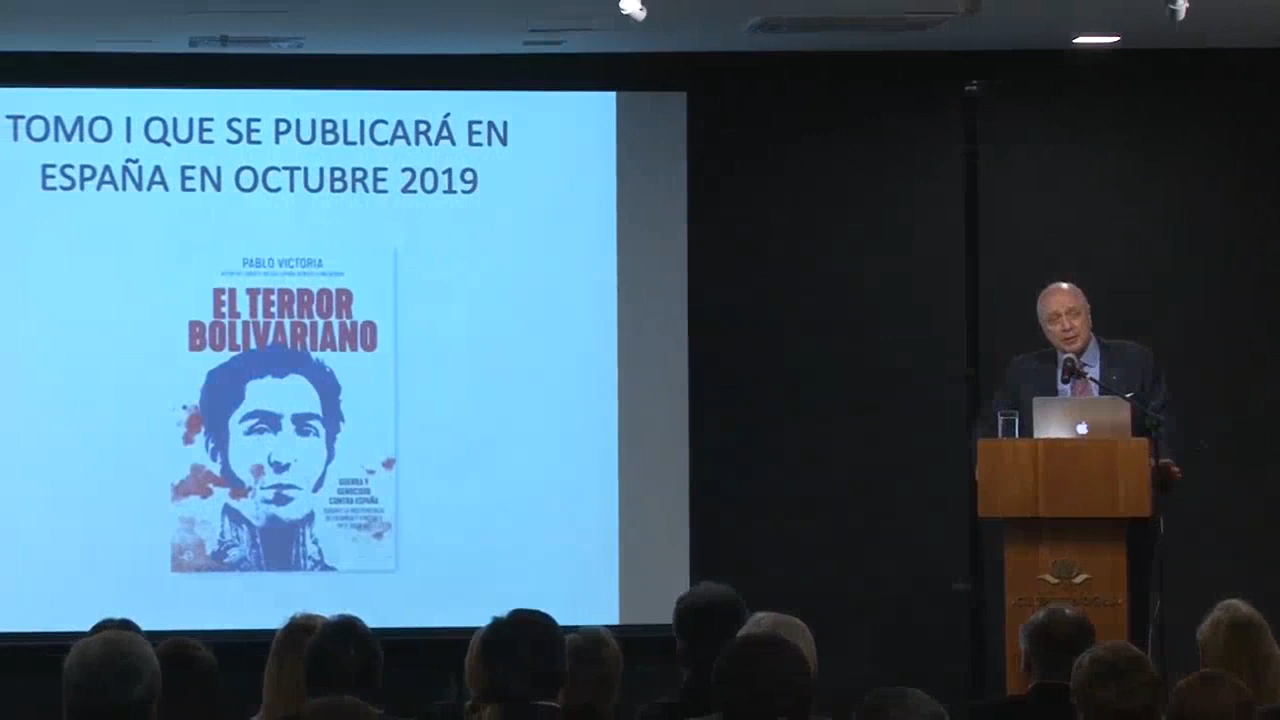 TOMO I QUE SE PUBLICARÁ EN
ESPAÑA EN OCTUBRE 2019
PABLO VICTORIA
EL TERROR
BOLIVARIANO
GUERRA Y
GENOCIDIO
CONTRA ESPAÑA